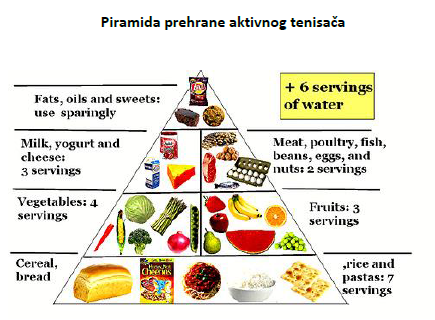 Piramida prehrane aktivnog tenisača
+ 6 servings
of water
Fats, oils and sweets:
use sparingly
Milk, yogurt and
cheese:
3 servings
Meat, poultry, fish,
beans, eggs, and
nuts: 2 servings
Vegetables: 4
servings
Fruits: 3
servings
Cereal,
bread
Cheerios
,rice and
pastas: 7
servings